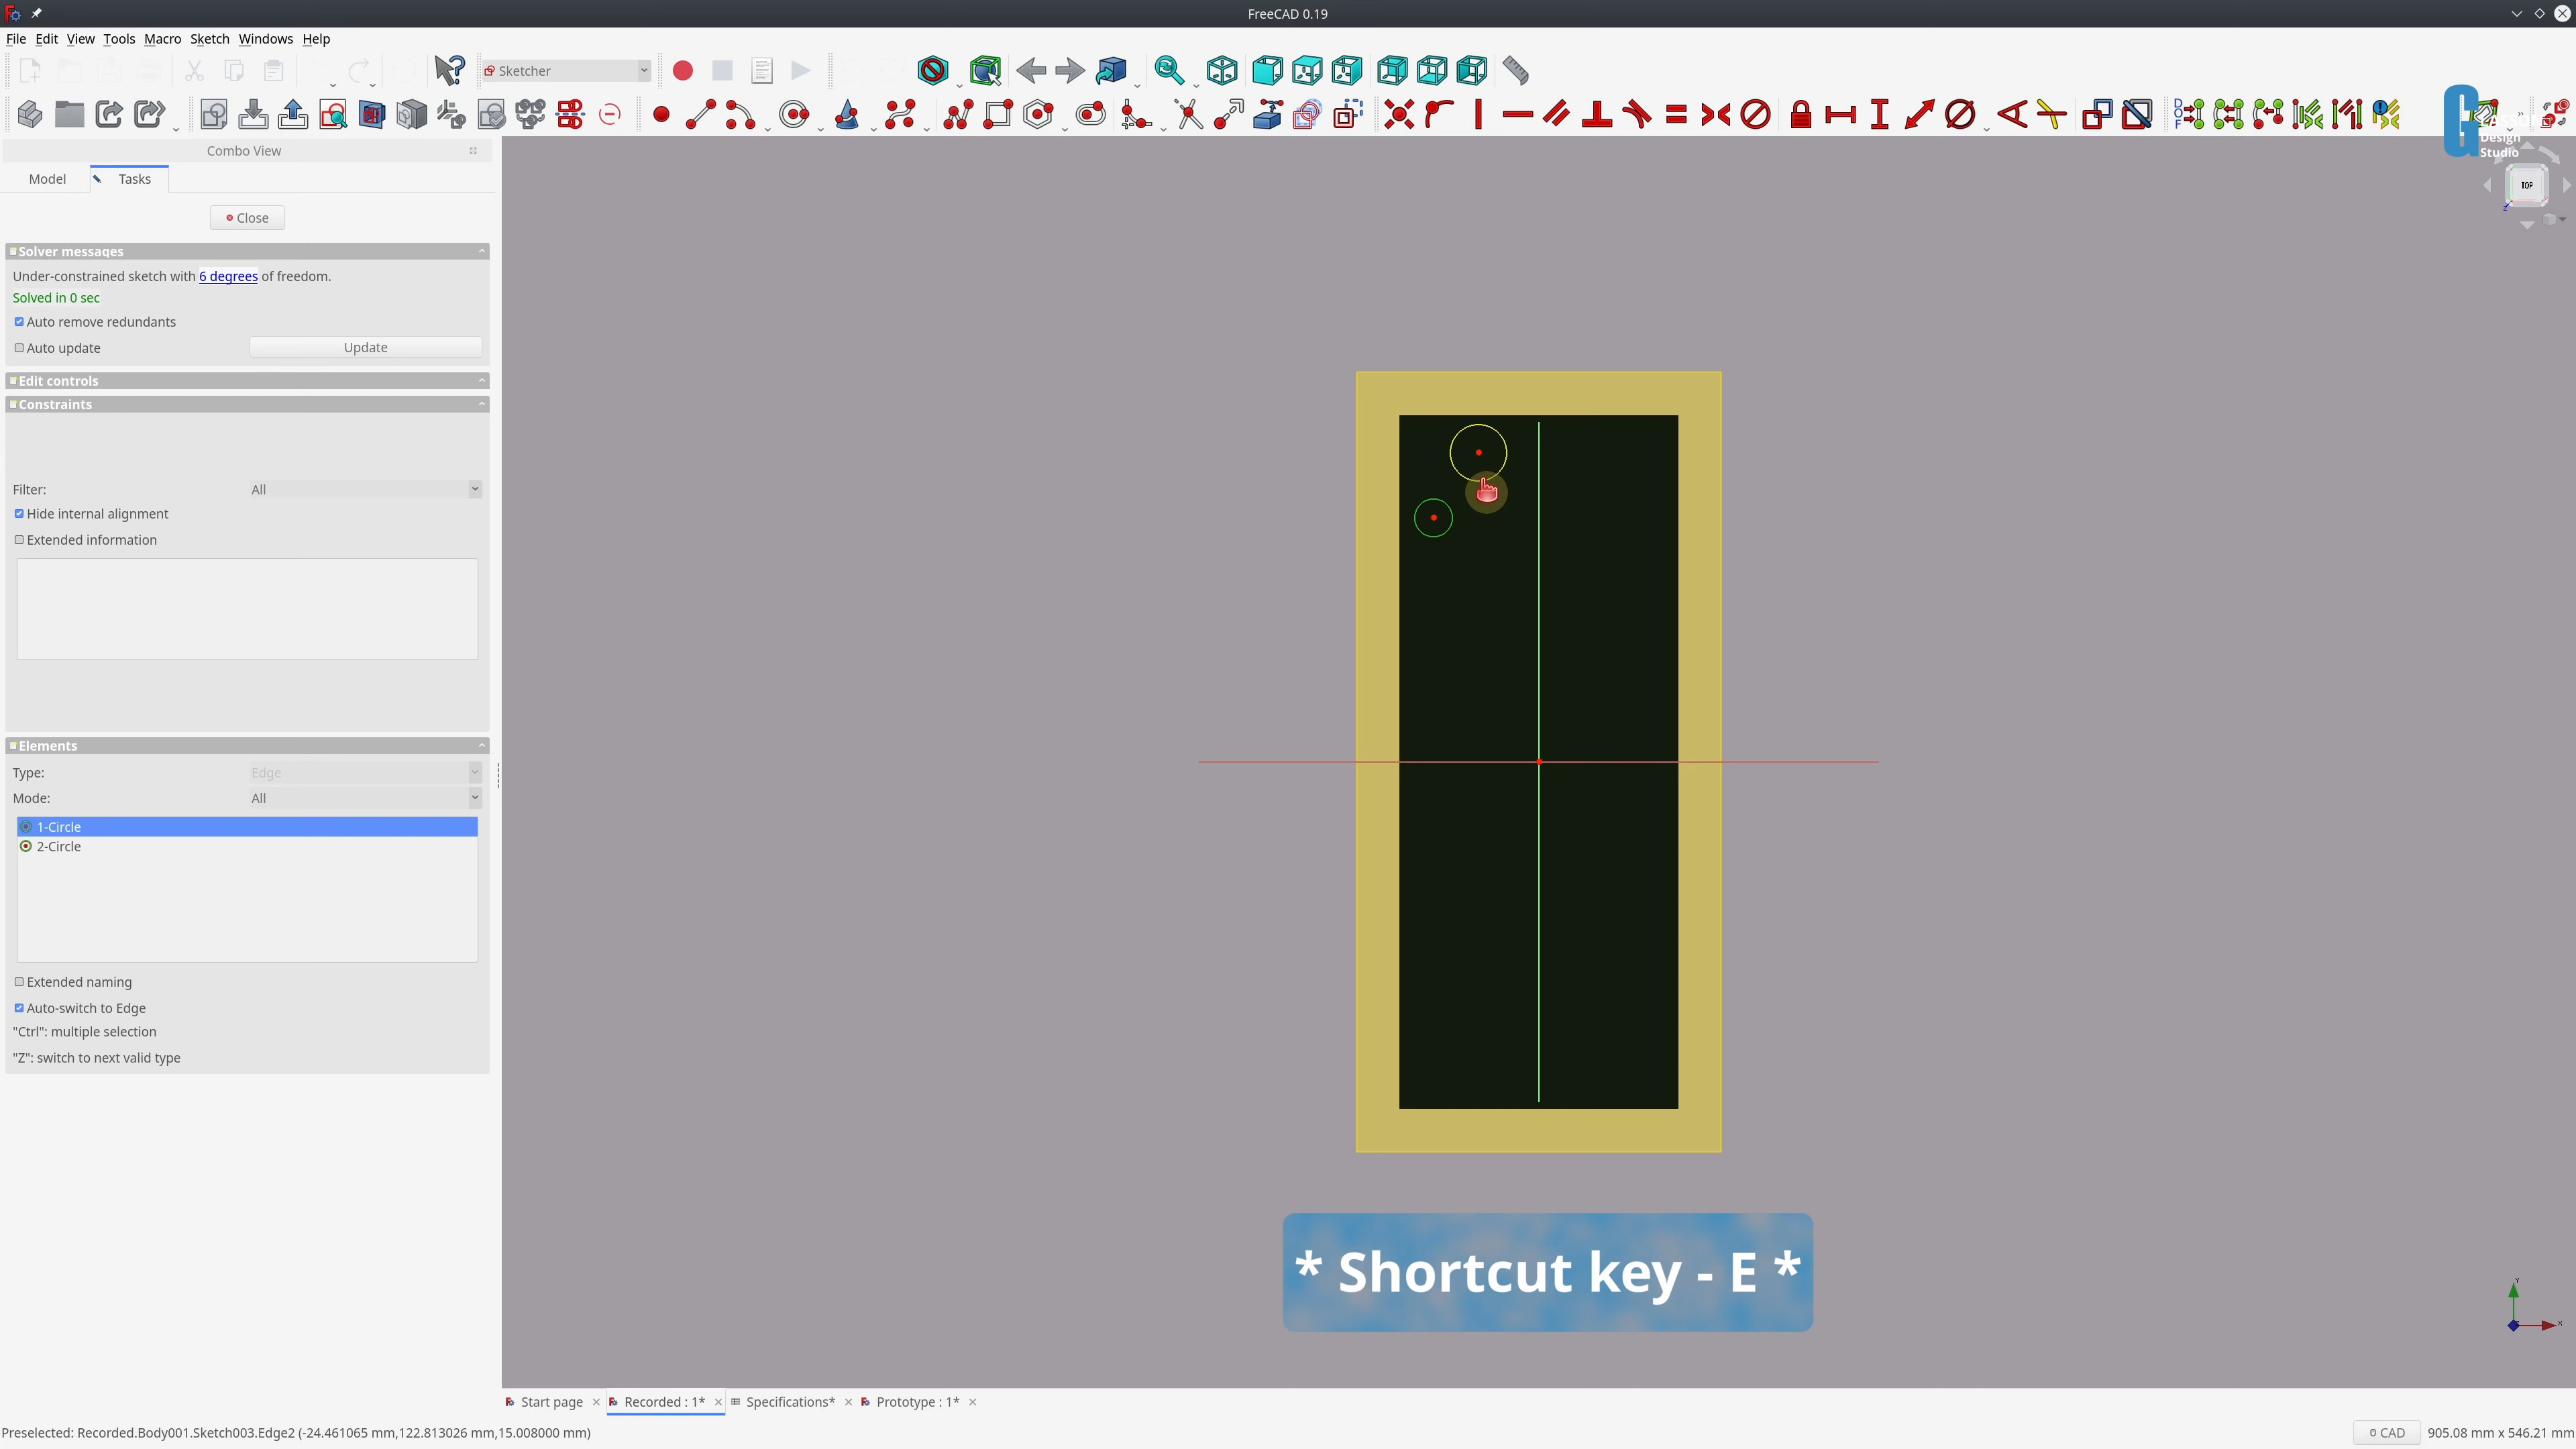 FreeCAD 0.19
File Edit View Tools Macro Sketch Windows Help
Sketcher
Design
Studio
Combo View
Model Tasks
TOP
Close
Solver messages
Under-constrained sketch with 6 degrees of freedom.
Solved in 0 sec
Auto remove redundants
Auto update Update
Edit controls
Constraints
Filter: All
Hide internal alignment
Extended information
Elements
Type: Edge
Mode: All
1-Circle
2-Circle
Extended naming
Auto-switch to Edge
"Ctrl": multiple selection
"Z": switch to next valid type
* Shortcut key - E *
Y
X
Start page Recorded : 1* Specifications* Prototype : 1*
Preselected: Recorded.Body001.Sketch003.Edge2 (-24.461065 mm,122.813026 mm,15.008000 mm) CAD 905.08 mm x 546.21 mm